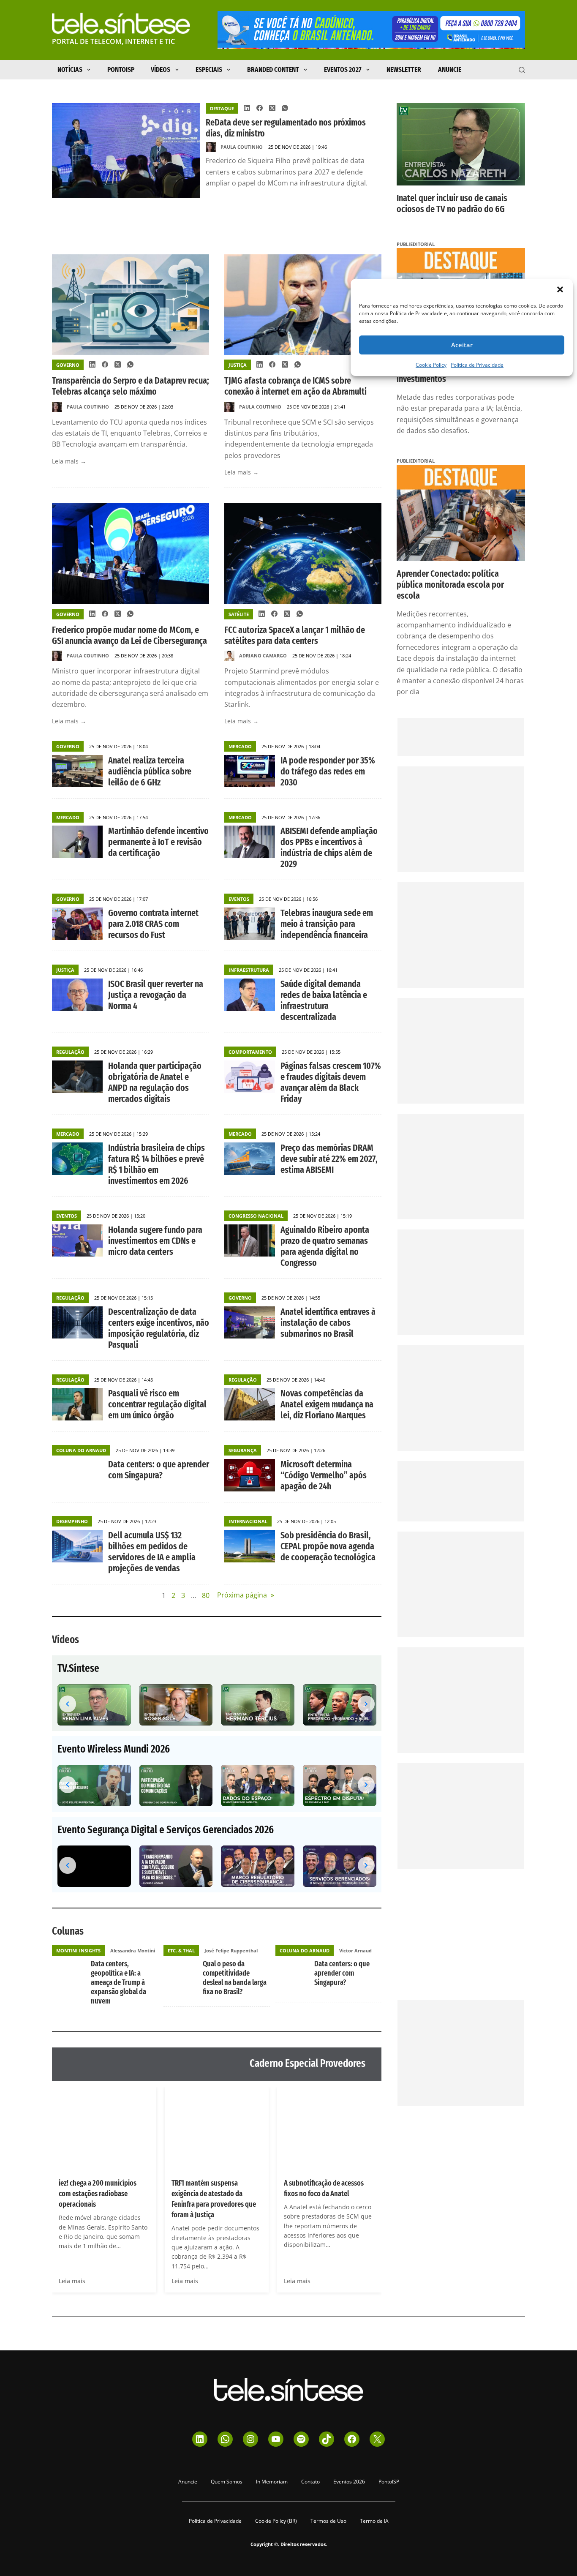 tele.síntese
PORTAL DE TELECOM, INTERNET E TIC
SE VOCÊ TÁ NO CADÚNICO,
CONHEÇA O BRASIL ANTENADO.
PARABÓLICA DIGITAL
+ DE 100 CANAIS
COM IMAGEM EM HD
PEÇA A SUA 0800 729 2404
BRASIL ANTENADO
NOTÍCIAS
PONTOISP
VÍDEOS
ESPECIAIS
BRANDED CONTENT
EVENTOS 2027
NEWSLETTER
ANUNCIE
DESTAQUE
ReData deve ser regulamentado nos próximos dias, diz ministro
PAULA COUTINHO 25 DE NOV DE 2026 | 19:46
Frederico de Siqueira Filho prevê políticas de data centers e cabos submarinos para 2027 e defende ampliar o papel do MCom na infraestrutura digital.
ENTREVISTA:
CARLOS NAZARETH
Inatel quer incluir uso de canais ociosos de TV no padrão do 6G
PUBLIEDITORIAL
DESTAQUE
Para fornecer as melhores experiências, usamos tecnologias como cookies. De acordo com a nossa Política de Privacidade e, ao continuar navegando, você concorda com estas condições.
Aceitar
Cookie Policy
Política de Privacidade
investimentos
Metade das redes corporativas pode não estar preparada para a IA; latência, requisições simultâneas e governança de dados são desafios.
GOVERNO
Transparência do Serpro e da Dataprev recua; Telebras alcança selo máximo
PAULA COUTINHO 25 DE NOV DE 2026 | 22:03
Levantamento do TCU aponta queda nos índices das estatais de TI, enquanto Telebras, Correios e BB Tecnologia avançam em transparência.
Leia mais →
JUSTIÇA
TJMG afasta cobrança de ICMS sobre conexão à internet em ação da Abramulti
PAULA COUTINHO 25 DE NOV DE 2026 | 21:41
Tribunal reconhece que SCM e SCI são serviços distintos para fins tributários, independentemente da tecnologia empregada pelos provedores
Leia mais →
PUBLIEDITORIAL
DESTAQUE
Aprender Conectado: política pública monitorada escola por escola
Medições recorrentes, acompanhamento individualizado e cobrança de desempenho dos fornecedores integram a operação da Eace depois da instalação da internet de qualidade na rede pública. O desafio é manter a conexão disponível 24 horas por dia
GOVERNO
Frederico propõe mudar nome do MCom, e GSI anuncia avanço da Lei de Cibersegurança
PAULA COUTINHO 25 DE NOV DE 2026 | 20:38
Ministro quer incorporar infraestrutura digital ao nome da pasta; anteprojeto de lei que cria autoridade de cibersegurança será analisado em dezembro.
Leia mais →
SATÉLITE
FCC autoriza SpaceX a lançar 1 milhão de satélites para data centers
ADRIANO CAMARGO 25 DE NOV DE 2026 | 18:24
Projeto Starmind prevê módulos computacionais alimentados por energia solar e integrados à infraestrutura de comunicação da Starlink.
Leia mais →
GOVERNO 25 DE NOV DE 2026 | 18:04
Anatel realiza terceira audiência pública sobre leilão de 6 GHz
MERCADO 25 DE NOV DE 2026 | 18:04
IA pode responder por 35% do tráfego das redes em 2030
MERCADO 25 DE NOV DE 2026 | 17:54
Martinhão defende incentivo permanente à IoT e revisão da certificação
MERCADO 25 DE NOV DE 2026 | 17:36
ABISEMI defende ampliação dos PPBs e incentivos à indústria de chips além de 2029
GOVERNO 25 DE NOV DE 2026 | 17:07
Governo contrata internet para 2.018 CRAS com recursos do Fust
EVENTOS 25 DE NOV DE 2026 | 16:56
Telebras inaugura sede em meio à transição para independência financeira
JUSTIÇA 25 DE NOV DE 2026 | 16:46
ISOC Brasil quer reverter na Justiça a revogação da Norma 4
INFRAESTRUTURA 25 DE NOV DE 2026 | 16:41
Saúde digital demanda redes de baixa latência e infraestrutura descentralizada
REGULAÇÃO 25 DE NOV DE 2026 | 16:29
Holanda quer participação obrigatória de Anatel e ANPD na regulação dos mercados digitais
COMPORTAMENTO 25 DE NOV DE 2026 | 15:55
Páginas falsas crescem 107% e fraudes digitais devem avançar além da Black Friday
MERCADO 25 DE NOV DE 2026 | 15:29
Indústria brasileira de chips fatura R$ 14 bilhões e prevê R$ 1 bilhão em investimentos em 2026
MERCADO 25 DE NOV DE 2026 | 15:24
Preço das memórias DRAM deve subir até 22% em 2027, estima ABISEMI
EVENTOS 25 DE NOV DE 2026 | 15:20
Holanda sugere fundo para investimentos em CDNs e micro data centers
CONGRESSO NACIONAL 25 DE NOV DE 2026 | 15:19
Aguinaldo Ribeiro aponta prazo de quatro semanas para agenda digital no Congresso
REGULAÇÃO 25 DE NOV DE 2026 | 15:15
Descentralização de data centers exige incentivos, não imposição regulatória, diz Pasquali
GOVERNO 25 DE NOV DE 2026 | 14:55
Anatel identifica entraves à instalação de cabos submarinos no Brasil
REGULAÇÃO 25 DE NOV DE 2026 | 14:45
Pasquali vê risco em concentrar regulação digital em um único órgão
REGULAÇÃO 25 DE NOV DE 2026 | 14:40
Novas competências da Anatel exigem mudança na lei, diz Floriano Marques
COLUNA DO ARNAUD 25 DE NOV DE 2026 | 13:39
Data centers: o que aprender com Singapura?
SEGURANÇA 25 DE NOV DE 2026 | 12:26
Microsoft determina “Código Vermelho” após apagão de 24h
DESEMPENHO 25 DE NOV DE 2026 | 12:23
Dell acumula US$ 132 bilhões em pedidos de servidores de IA e amplia projeções de vendas
INTERNACIONAL 25 DE NOV DE 2026 | 12:05
Sob presidência do Brasil, CEPAL propõe nova agenda de cooperação tecnológica
1 2 3 … 80 Próxima página »
Vídeos
TV.Síntese
RENAN LIMA ALVES
ROGER SOLÉ
HERMANO TERCIUS
Evento Wireless Mundi 2026
PARTICIPAÇÃO DO MINISTRO DAS COMUNICAÇÕES
DADOS DO ESPAÇO:
ESPECTRO EM DISPUTA:
Evento Segurança Digital e Serviços Gerenciados 2026
MARCO REGULATÓRIO DE CIBERSEGURANÇA
SERVIÇOS GERENCIADOS:
Colunas
MONTINI INSIGHTS Alessandra Montini
Data centers, geopolítica e IA: a ameaça de Trump à expansão global da nuvem
ETC. & THAL José Felipe Ruppenthal
Qual o peso da competitividade desleal na banda larga fixa no Brasil?
COLUNA DO ARNAUD Victor Arnaud
Data centers: o que aprender com Singapura?
Caderno Especial Provedores
iez! chega a 200 municípios com estações radiobase operacionais
Rede móvel abrange cidades de Minas Gerais, Espírito Santo e Rio de Janeiro, que somam mais de 1 milhão de...
Leia mais
TRF1 mantém suspensa exigência de atestado da Feninfra para provedores que foram à Justiça
Anatel pode pedir documentos diretamente às prestadoras que ajuizaram a ação. A cobrança de R$ 2.394 a R$ 11.754 pelo...
Leia mais
A subnotificação de acessos fixos no foco da Anatel
A Anatel está fechando o cerco sobre prestadoras de SCM que lhe reportam números de acessos inferiores aos que disponibilizam...
Leia mais
tele.síntese
Anuncie
Quem Somos
In Memoriam
Contato
Eventos 2026
PontoISP
Política de Privacidade
Cookie Policy (BR)
Termos de Uso
Termo de IA
Copyright ©. Direitos reservados.